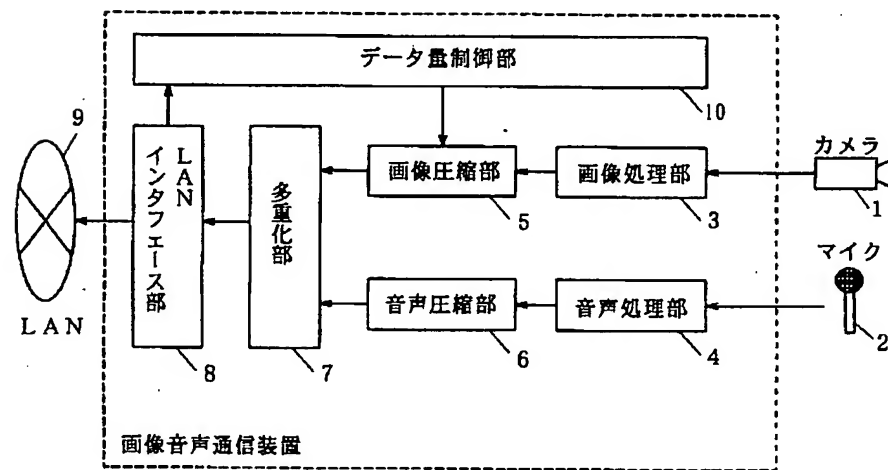 データ量制御部
10
9
LAN
インタフェース部
8
LAN
多重化部
7
画像圧縮部
5
画像処理部
3
カメラ
1
音声圧縮部
6
音声処理部
4
マイク
2
画像音声通信装置